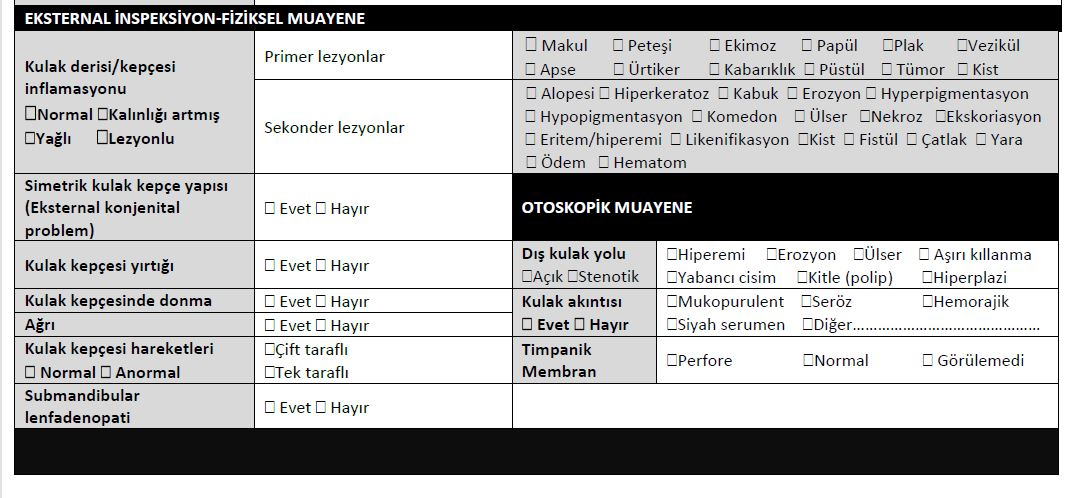 EKSTERNAL İNSPEKSİYON-FİZİKSEL MUAYENE
Kulak derisi/kepçesi
inflamasyonu
☐Normal ☐Kalınlığı artmış
☐Yağlı ☐Lezyonlu
Primer lezyonlar
☐ Makul ☐ Peteşi ☐ Ekimoz ☐ Papül ☐Plak ☐Vezikül
☐ Apse ☐ Ürtiker ☐ Kabarıklık ☐ Püstül ☐ Tümor ☐ Kist
Sekonder lezyonlar
☐ Alopesi ☐ Hiperkeratoz ☐ Kabuk ☐ Erozyon ☐ Hyperpigmentasyon
☐ Hypopigmentasyon ☐ Komedon ☐ Ülser ☐Nekroz ☐Ekskoriasyon
☐ Eritem/hiperemi ☐ Likenifikasyon ☐Kist ☐ Fistül ☐ Çatlak ☐ Yara
☐ Ödem ☐ Hematom
Simetrik kulak kepçe yapısı
(Eksternal konjenital
problem)
☐ Evet ☐ Hayır
OTOSKOPİK MUAYENE
Kulak kepçesi yırtığı
☐ Evet ☐ Hayır
Dış kulak yolu
☐Açık ☐Stenotik
☐Hiperemi ☐Erozyon ☐Ülser ☐ Aşırı kıllanma
☐Yabancı cisim ☐Kitle (polip) ☐Hiperplazi
Kulak kepçesinde donma
☐ Evet ☐ Hayır
Ağrı
☐ Evet ☐ Hayır
Kulak akıntısı
☐ Evet ☐ Hayır
☐Mukopurulent ☐Seröz ☐Hemorajik
☐Siyah serumen ☐Diğer……………………………………
Kulak kepçesi hareketleri
☐ Normal ☐ Anormal
☐Çift taraflı
☐Tek taraflı
Timpanik
Membran
☐Perfore ☐Normal ☐ Görülemedi
Submandibular
lenfadenopati
☐ Evet ☐ Hayır